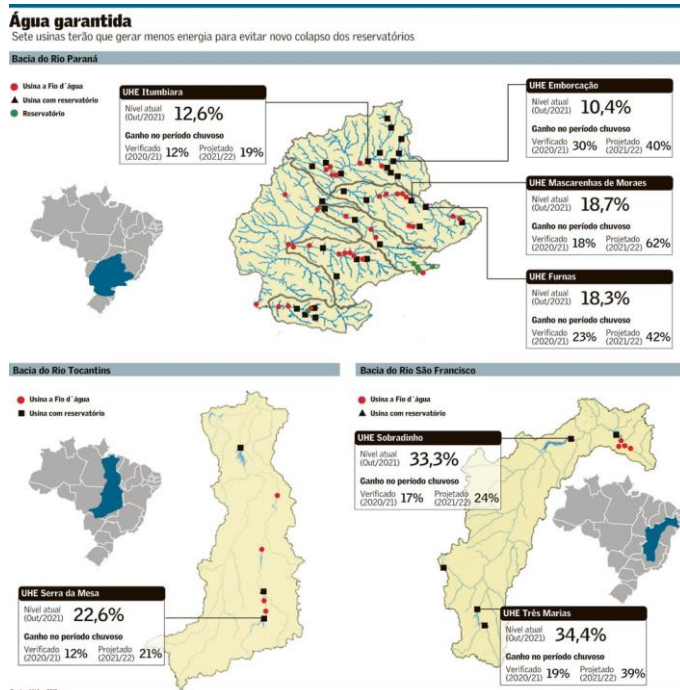 Água garantida
Sete usinas terão que gerar menos energia para evitar novo colapso dos reservatórios
Bacia do Rio Paraná
Usina a Fio d´água
Usina com reservatório
Reservatório
UHE Itumbiara
Nível atual
(Out/2021) 12,6%
Ganho no período chuvoso
Verificado Projetado
(2020/21) 12% (2021/22) 19%
UHE Emborcação
Nível atual
(Out/2021) 10,4%
Ganho no período chuvoso
Verificado Projetado
(2020/21) 30% (2021/22) 40%
UHE Mascarenhas de Moraes
Nível atual
(Out/2021) 18,7%
Ganho no período chuvoso
Verificado Projetado
(2020/21) 18% (2021/22) 62%
UHE Furnas
Nível atual
(Out/2021) 18,3%
Ganho no período chuvoso
Verificado Projetado
(2020/21) 23% (2021/22) 42%
Bacia do Rio Tocantins
Usina a Fio d´água
Usina com reservatório
UHE Serra da Mesa
Nível atual
(Out/2021) 22,6%
Ganho no período chuvoso
Verificado Projetado
(2020/21) 12% (2021/22) 21%
Bacia do Rio São Francisco
Usina a Fio d´água
Usina com reservatório
UHE Sobradinho
Nível atual
(Out/2021) 33,3%
Ganho no período chuvoso
Verificado Projetado
(2020/21) 17% (2021/22) 24%
UHE Três Marias
Nível atual
(Out/2021) 34,4%
Ganho no período chuvoso
Verificado Projetado
(2020/21) 19% (2021/22) 39%